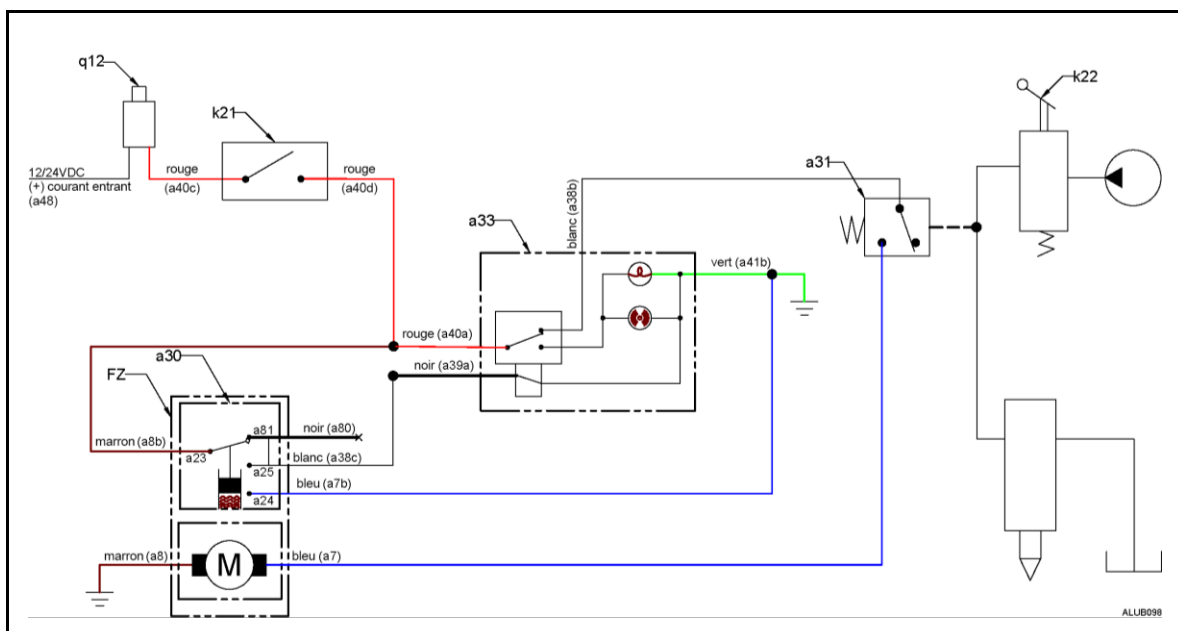 q12
k22
k21
a31
12/24VDC
(+) courant entrant
(a48)
rouge
(a40c)
rouge
(a40d)
blanc (a38b)
a33
vert (a41b)
rouge (a40a)
a30
FZ
noir (a39a)
a81
noir (a80)
marron (a8b)
a23
blanc (a38c)
a25
bleu (a7b)
a24
marron (a8)
M
bleu (a7)
ALUB098